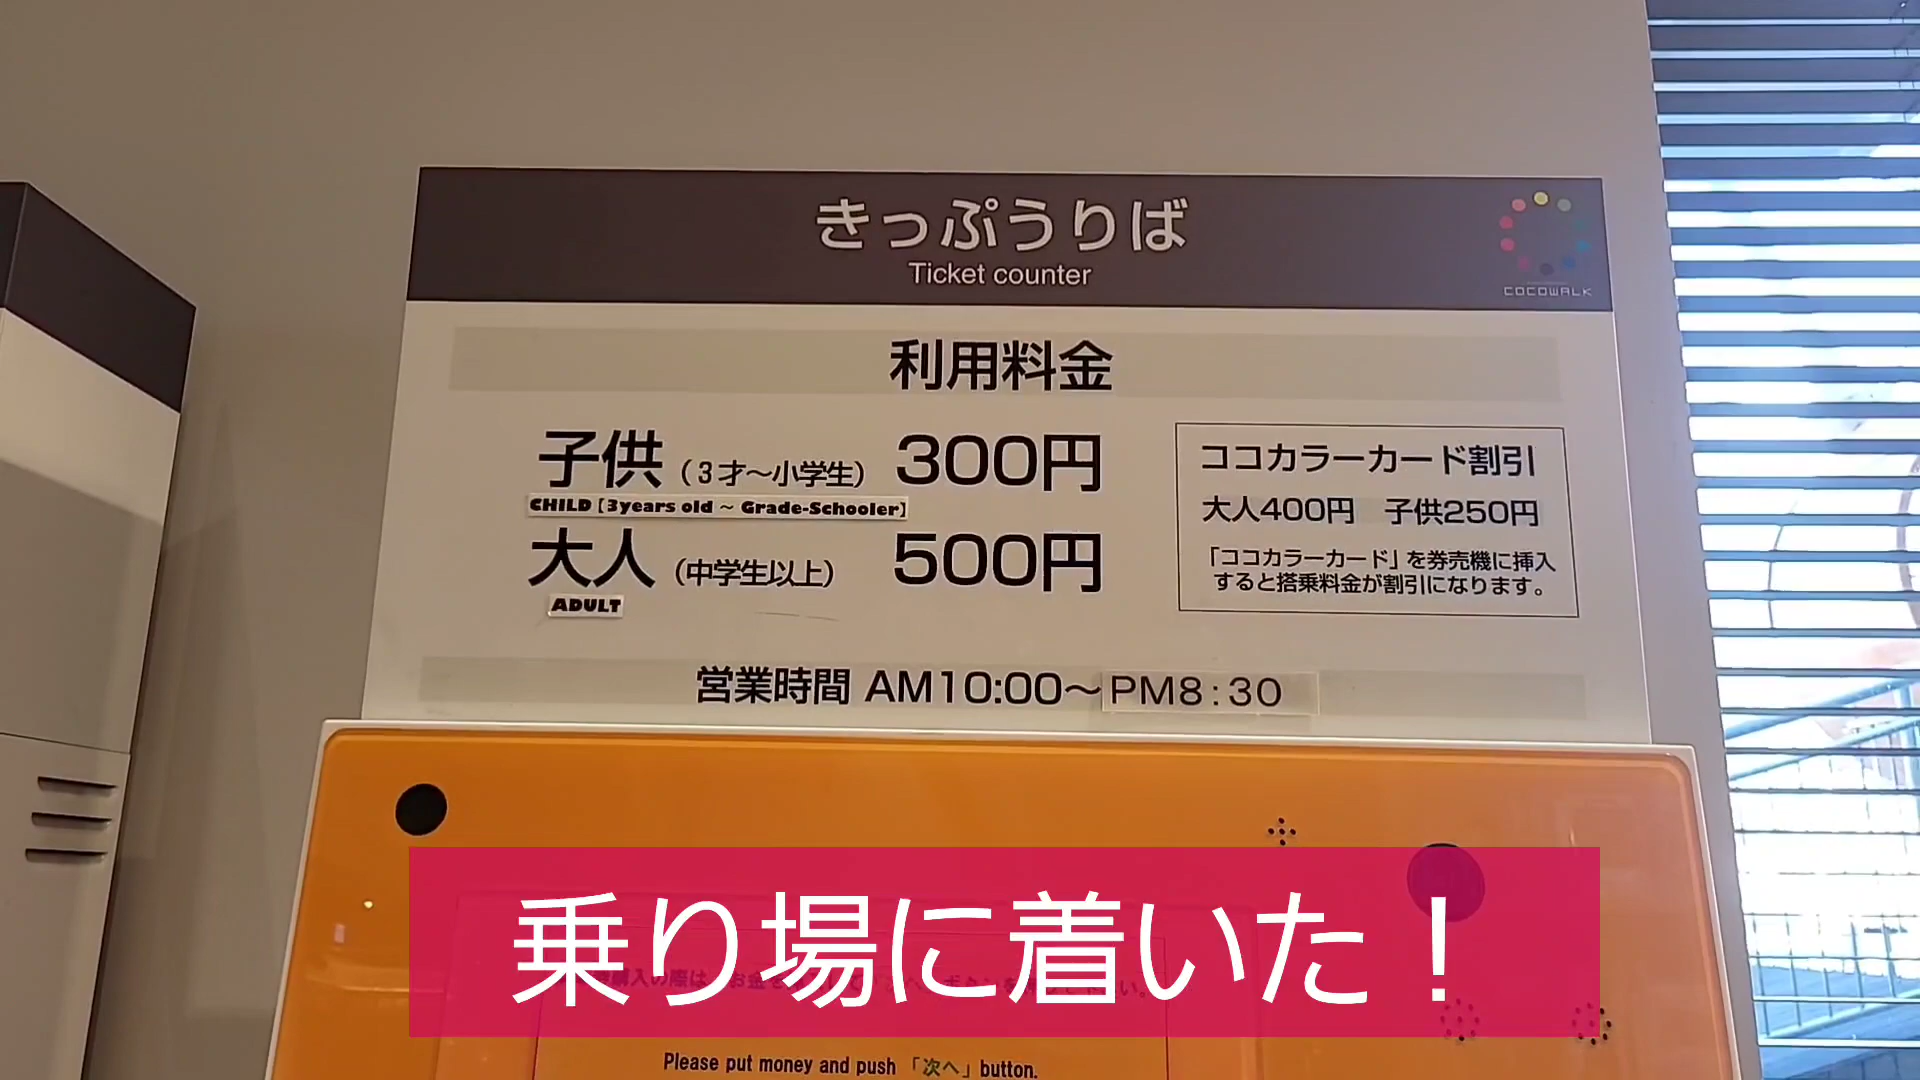 きっぷうりば
Ticket counter
COCOWALK
利用料金
子供（3才～小学生） 300円
CHILD【3years old ~ Grade-Schooler】
大人（中学生以上） 500円
ADULT
ココカラーカード割引
大人400円 子供250円
「ココカラーカード」を券売機に挿入
すると搭乗料金が割引になります。
営業時間 AM10:00～PM8:30
乗り場に着いた！
Please put money and push 「次へ」button.